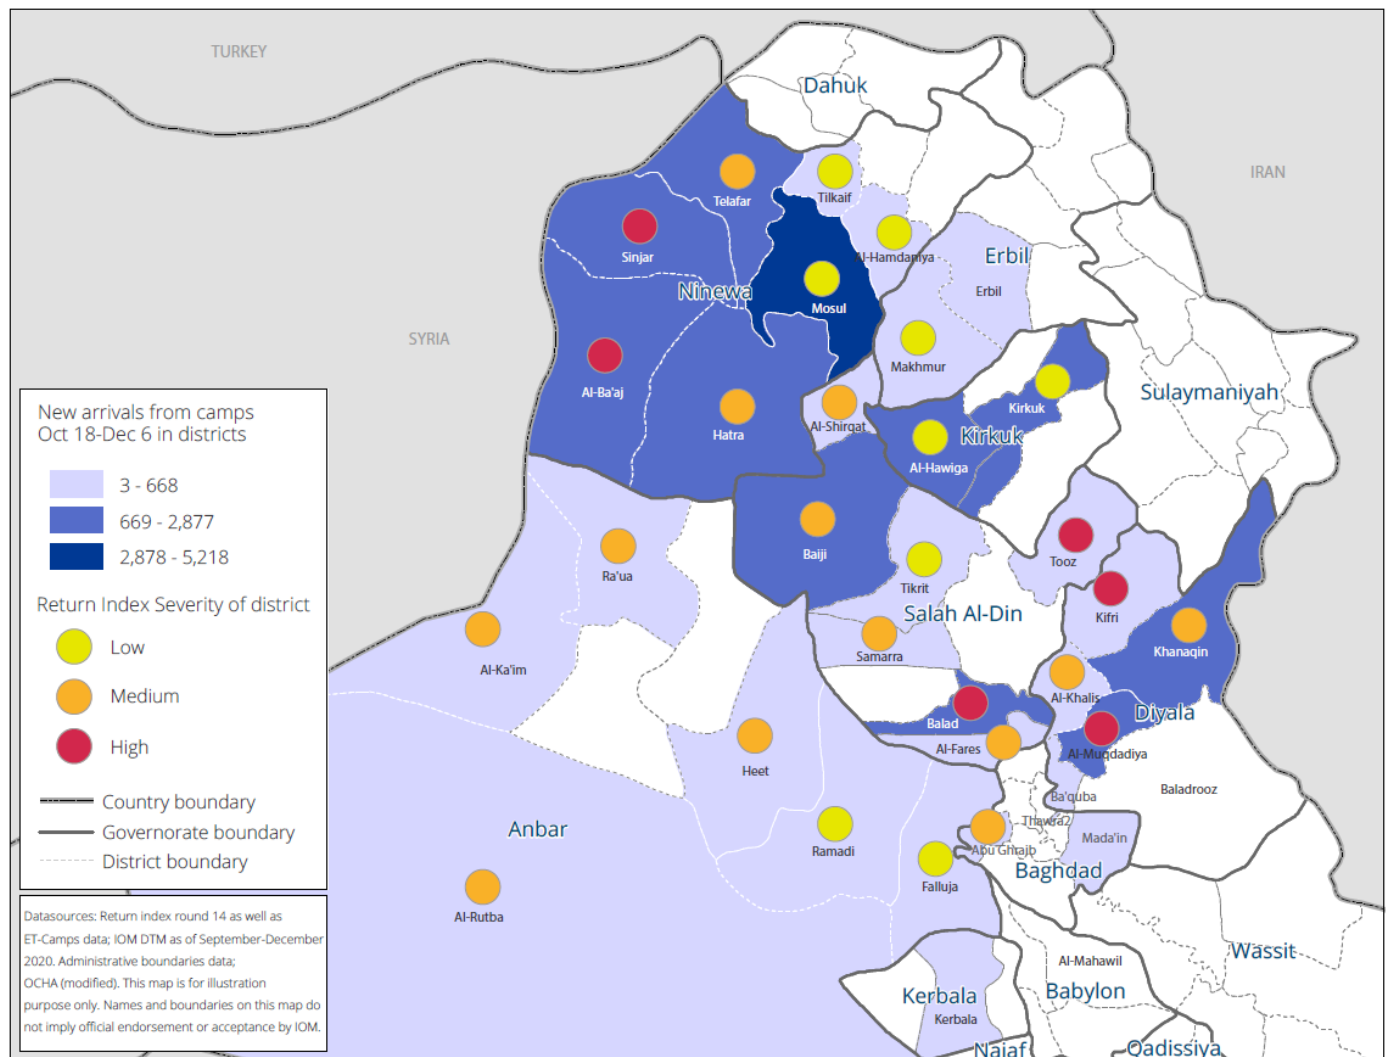 TURKEY
Dahuk
IRAN
Telafar
Tilkaif
Sinjar
Al-Hamdaniya
Erbil
Erbil
Ninewa
Mosul
SYRIA
Makhmur
Al-Ba'aj
Sulaymaniyah
Hatra
Al-Shirqat
Kirkuk
Kirkuk
Al-Hawiga
New arrivals from camps
Oct 18-Dec 6 in districts
3 - 668
669 - 2,877
2,878 - 5,218
Return Index Severity of district
Low
Medium
High
Country boundary
Governorate boundary
District boundary
Baiji
Ra'ua
Tikrit
Tooz
Salah Al-Din
Kifri
Khanaqin
Samarra
Al-Ka'im
Al-Khalis
Diyala
Balad
Al-Fares
Al-Muqdadiya
Heet
Baladrooz
Ba'quba
Thawra2
Anbar
Mada'in
Ramadi
Abu Ghraib
Baghdad
Falluja
Al-Rutba
Wassit
Al-Mahawil
Kerbala
Babylon
Kerbala
Najaf
Qadissiya
Datasources: Return index round 14 as well as
ET-Camps data; IOM DTM as of September-December
2020. Administrative boundaries data;
OCHA (modified). This map is for illustration
purpose only. Names and boundaries on this map do
not imply official endorsement or acceptance by IOM.